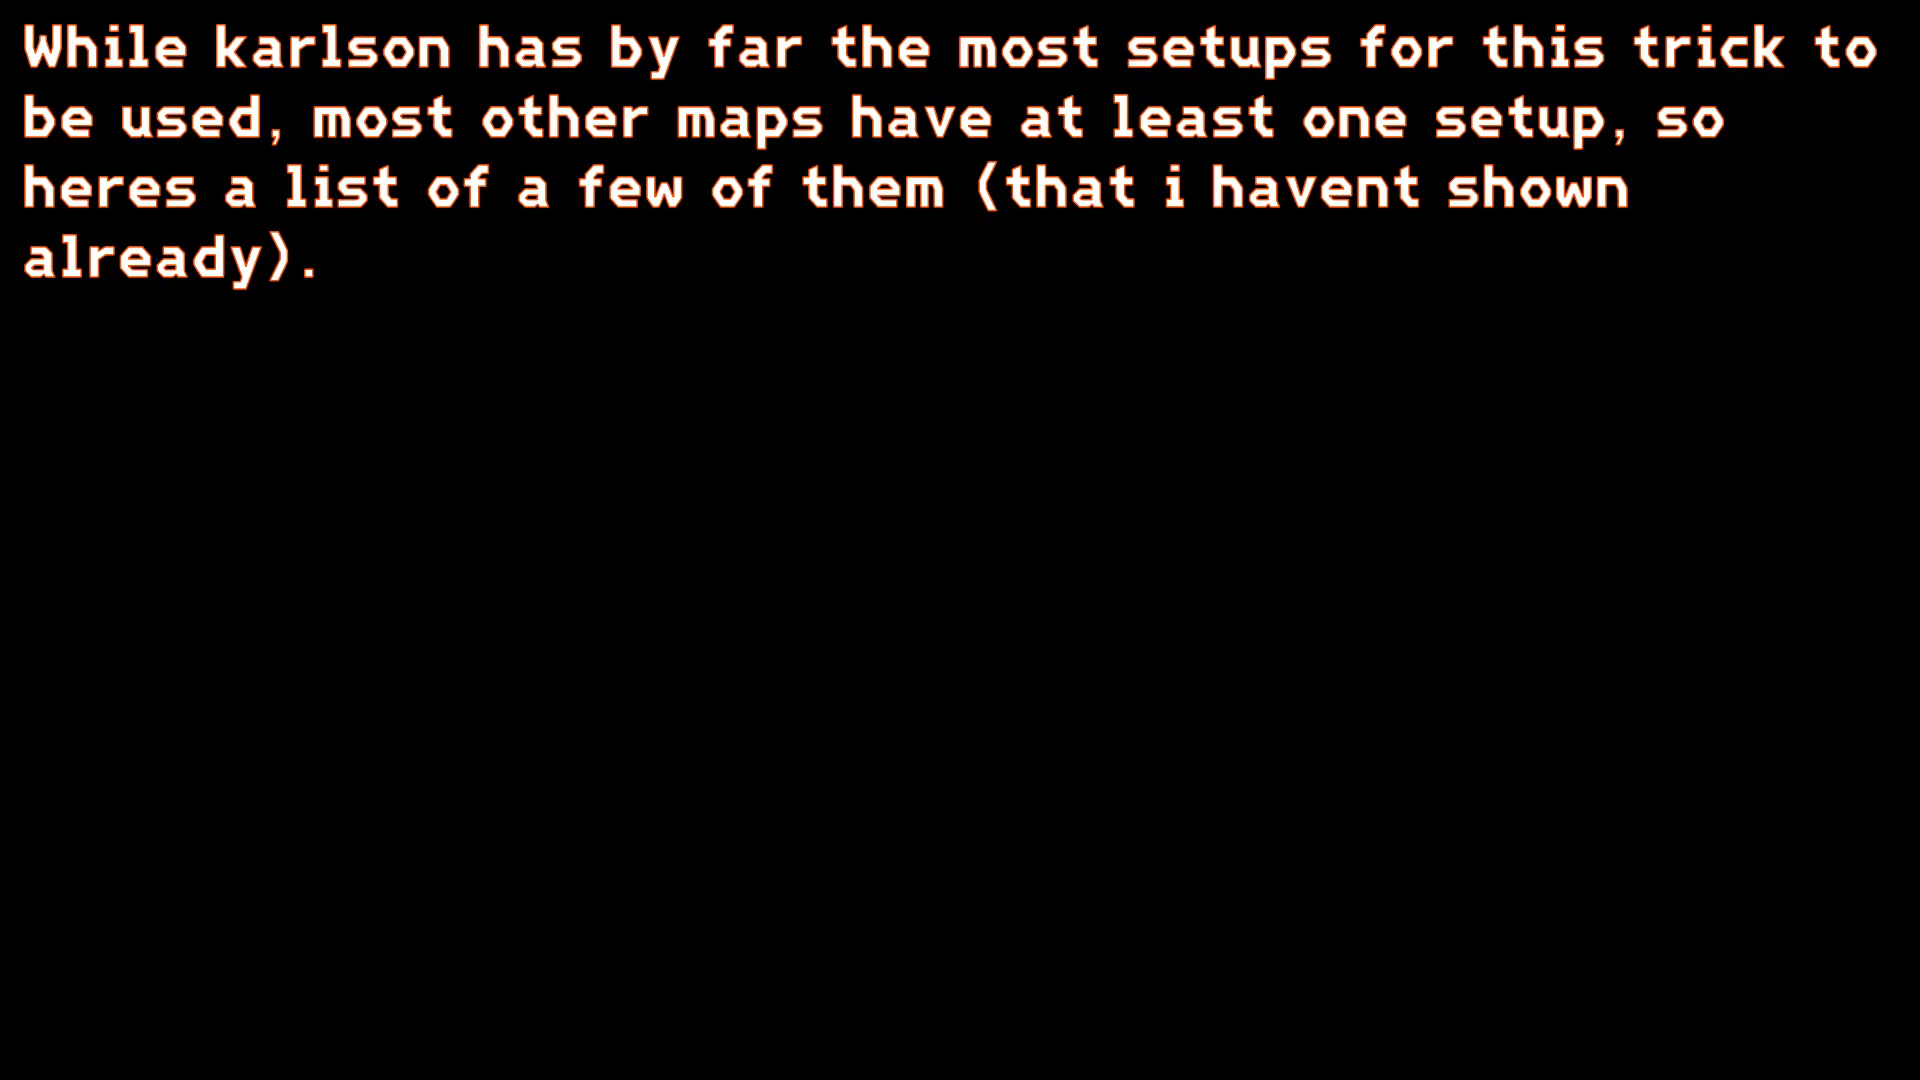 While karlson has by far the most setups for this trick to
be used, most other maps have at least one setup, so
heres a list of a few of them (that i havent shown
already).